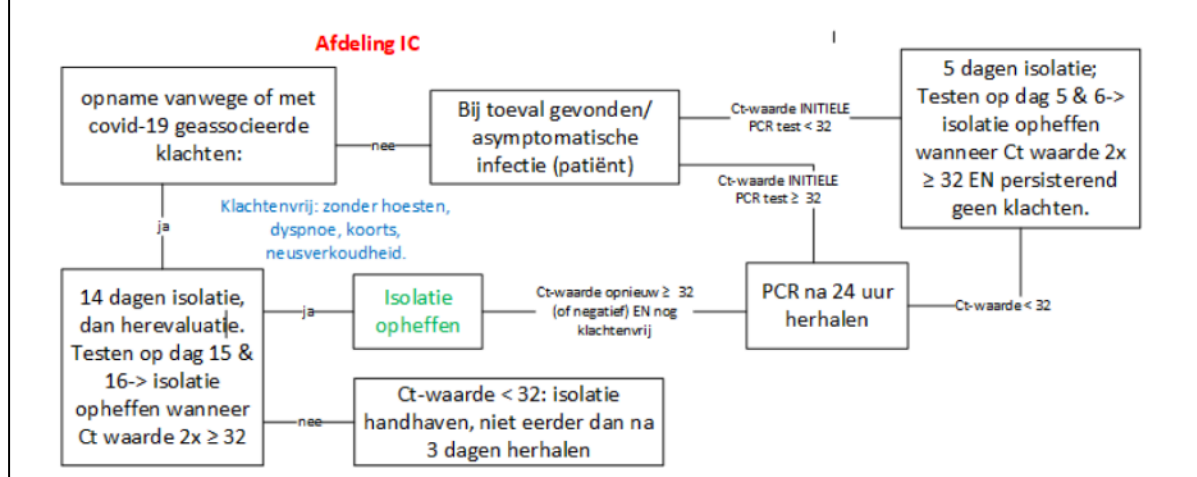 Afdeling IC
opname vanwege of met
covid-19 geassocieerde
klachten:
nee
Bij toeval gevonden/
asymptomatische
infectie (patiënt)
Ct-waarde INITIELE
PCR test < 32
5 dagen isolatie;
Testen op dag 5 & 6->
isolatie opheffen
wanneer Ct waarde 2x
≥ 32 EN persisterend
geen klachten.
Ct-waarde INITIELE
PCR test ≥ 32
ja
Klachtenvrij: zonder hoesten,
dyspnoe, koorts,
neusverkoudheid.
14 dagen isolatie,
dan herevaluatie.
Testen op dag 15 &
16-> isolatie
opheffen wanneer
Ct waarde 2x ≥ 32
ja
Isolatie
opheffen
Ct-waarde opnieuw ≥ 32
(of negatief) EN nog
klachtenvrij
PCR na 24 uur
herhalen
Ct-waarde < 32
nee
Ct-waarde < 32: isolatie
handhaven, niet eerder dan na
3 dagen herhalen